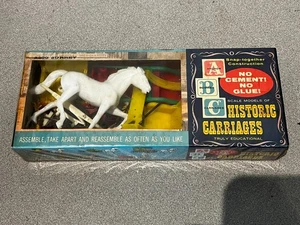 Snap-together
Construction
A
B
C
NO
CEMENT!
NO
GLUE!
SCALE MODELS OF
HISTORIC
CARRIAGES
TRULY EDUCATIONAL
ASSEMBLE, TAKE APART AND REASSEMBLE AS OFTEN AS YOU LIKE